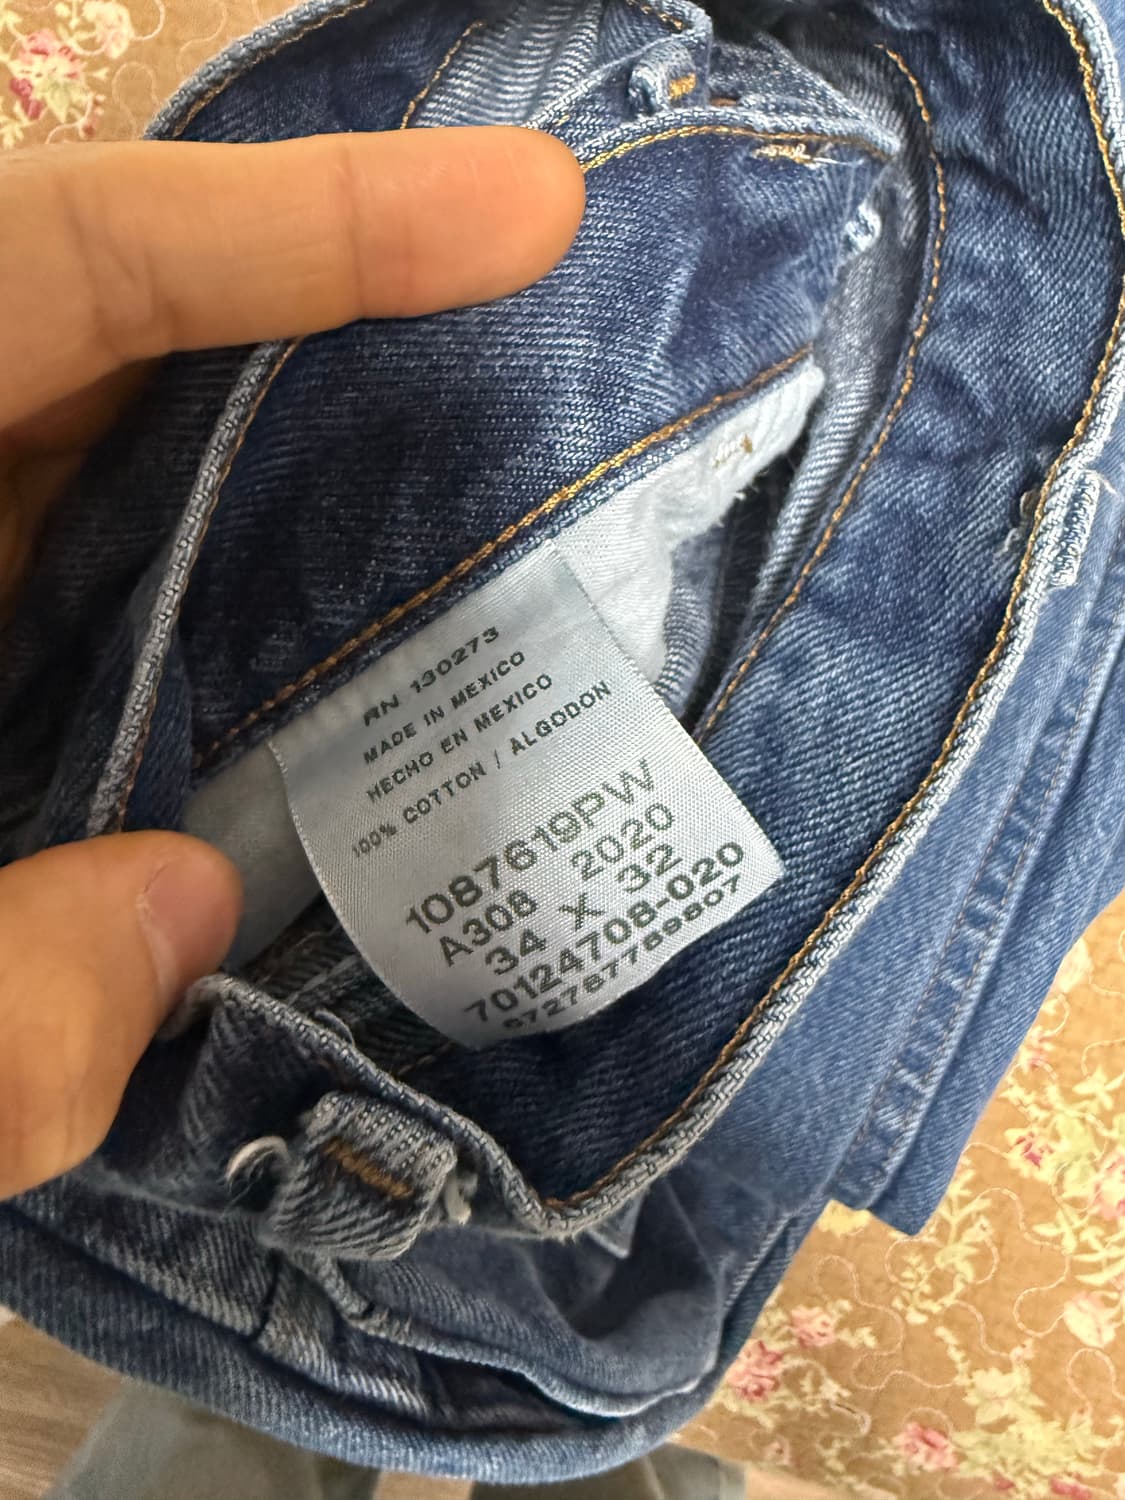 RN 130273
MADE IN MEXICO
HECHO EN MEXICO
100% COTTON / ALGODON
1087619PW
A308 2020
34 X 32
70124708-020